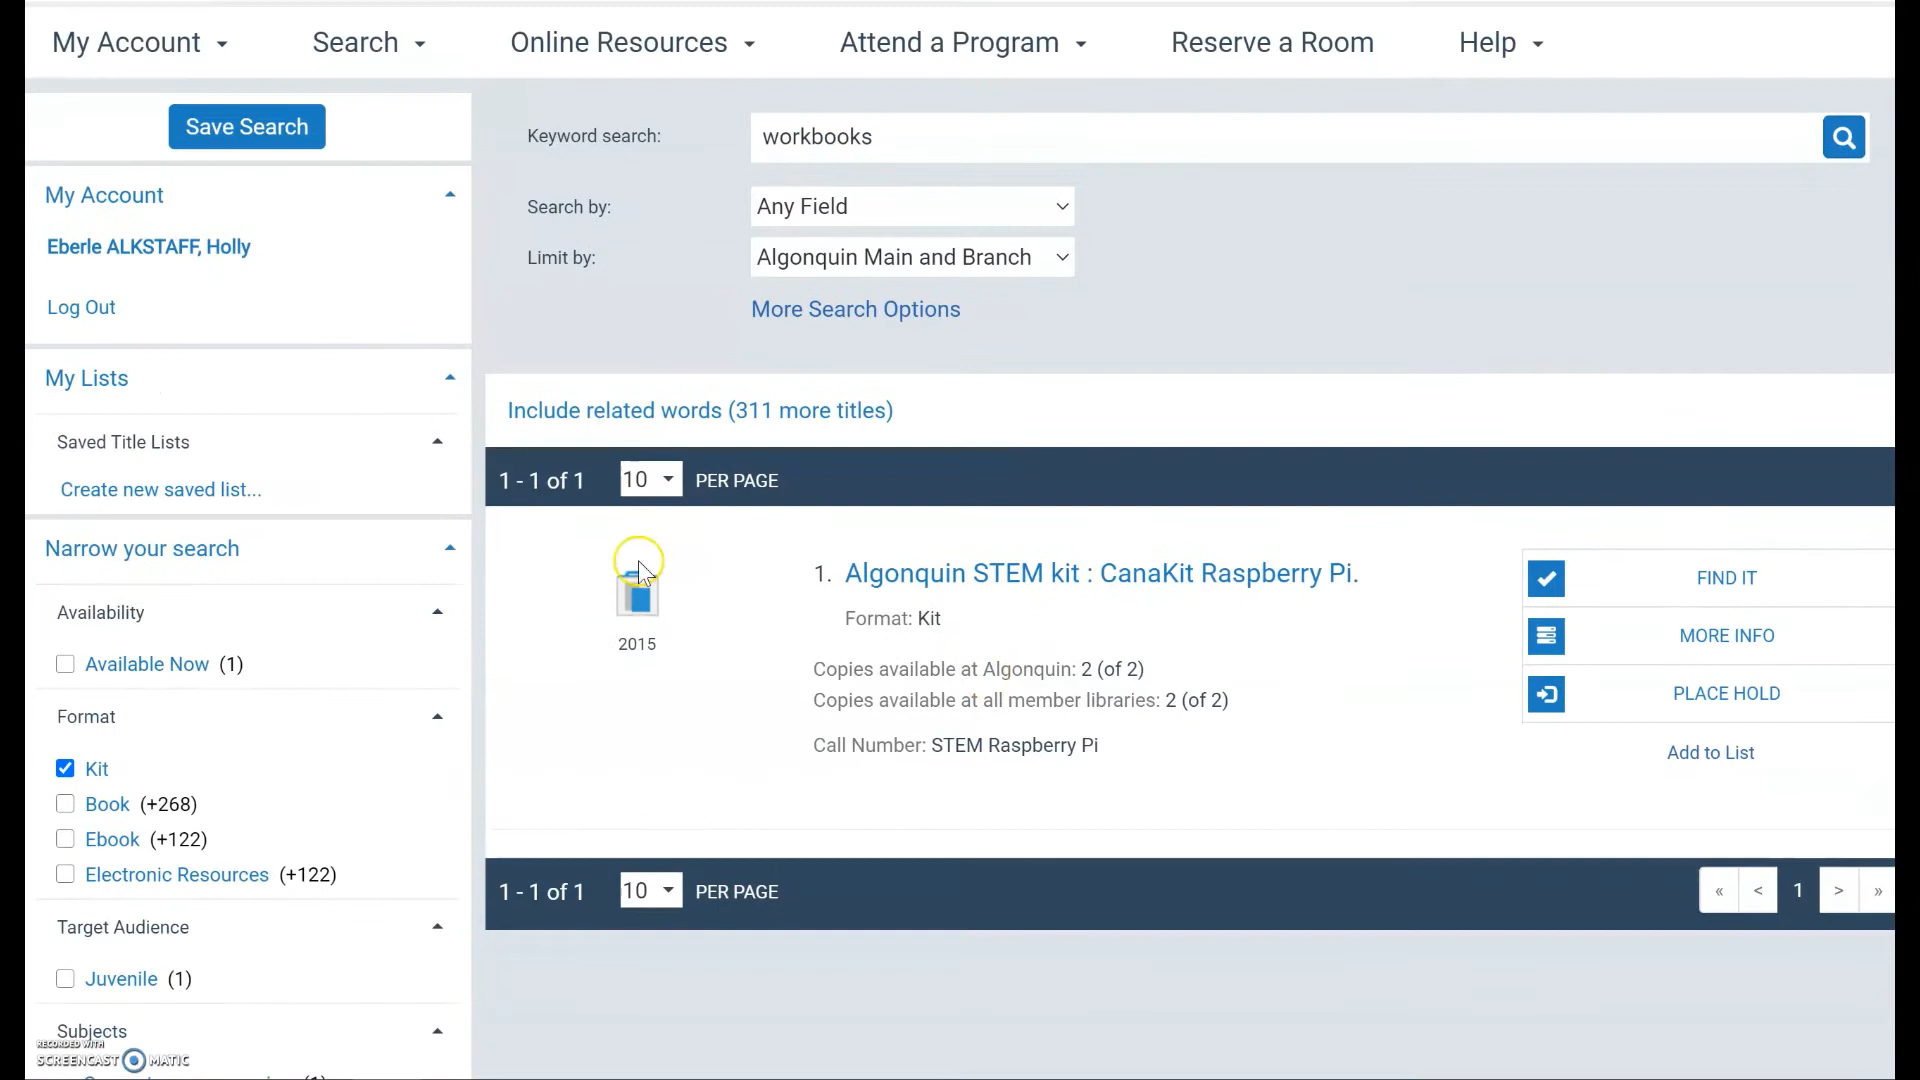 My Account
Search
Online Resources
Attend a Program
Reserve a Room
Help
Save Search
My Account
Eberle ALKSTAFF, Holly
Log Out
My Lists
Saved Title Lists
Create new saved list...
Narrow your search
Availability
Available Now (1)
Format
Kit
Book (+268)
Ebook (+122)
Electronic Resources (+122)
Target Audience
Juvenile (1)
Subjects
RECORDED WITH
SCREENCAST MATIC
Keyword search: workbooks
Search by: Any Field
Limit by: Algonquin Main and Branch
More Search Options
Include related words (311 more titles)
1 - 1 of 1 10 PER PAGE
2015
1. Algonquin STEM kit : CanaKit Raspberry Pi.
Format: Kit
Copies available at Algonquin: 2 (of 2)
Copies available at all member libraries: 2 (of 2)
Call Number: STEM Raspberry Pi
FIND IT
MORE INFO
PLACE HOLD
Add to List
1 - 1 of 1 10 PER PAGE
« < 1 > »